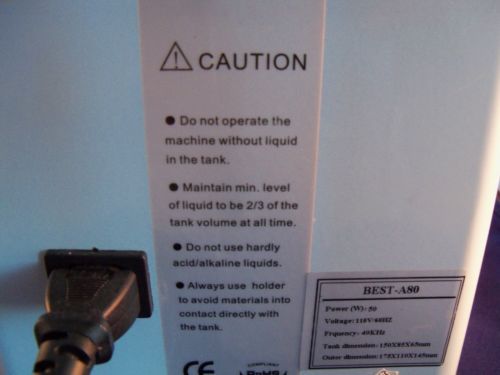 CAUTION
● Do not operate the
machine without liquid
in the tank.
● Maintain min. level
of liquid to be 2/3 of the
tank volume at all time.
● Do not use hardly
acid/alkaline liquids.
● Always use holder
to avoid materials into
contact directly with
the tank.
CE
COMPLIANT
RoHS
BEST-A80
Power (W): 50
Voltage: 110V/60HZ
Frquency: 40KHz
Tank dimension: 150X85X65mm
Outer dimension: 175X110X145mm